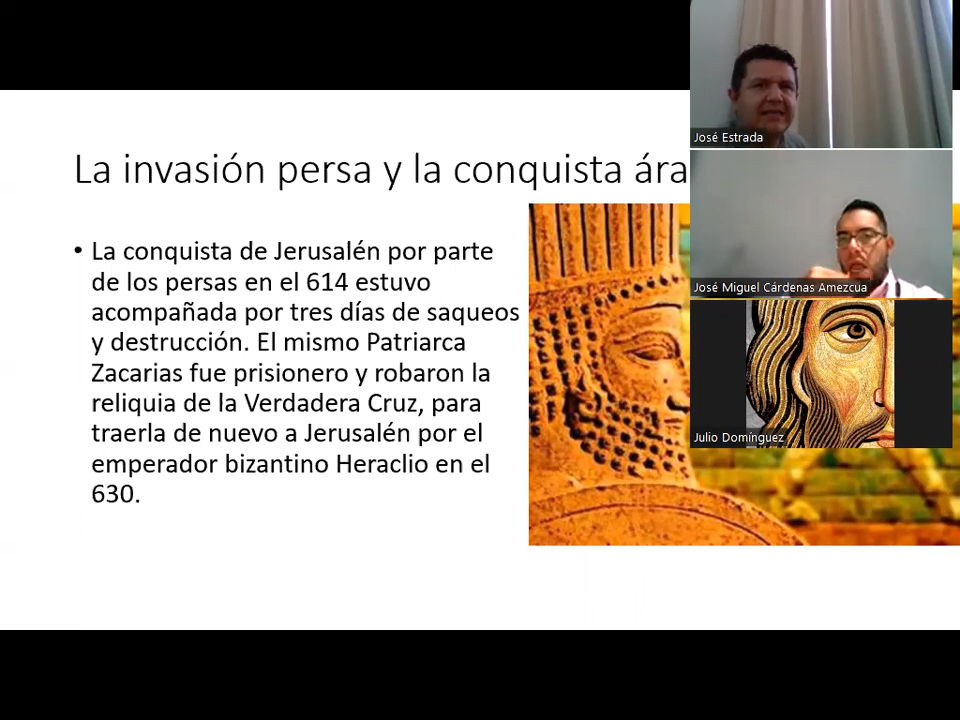 La invasión persa y la conquista ára
• La conquista de Jerusalén por parte
de los persas en el 614 estuvo
acompañada por tres días de saqueos
y destrucción. El mismo Patriarca
Zacarias fue prisionero y robaron la
reliquia de la Verdadera Cruz, para
traerla de nuevo a Jerusalén por el
emperador bizantino Heraclio en el
630.
José Estrada
José Miguel Cárdenas Amezcua
Julio Domínguez